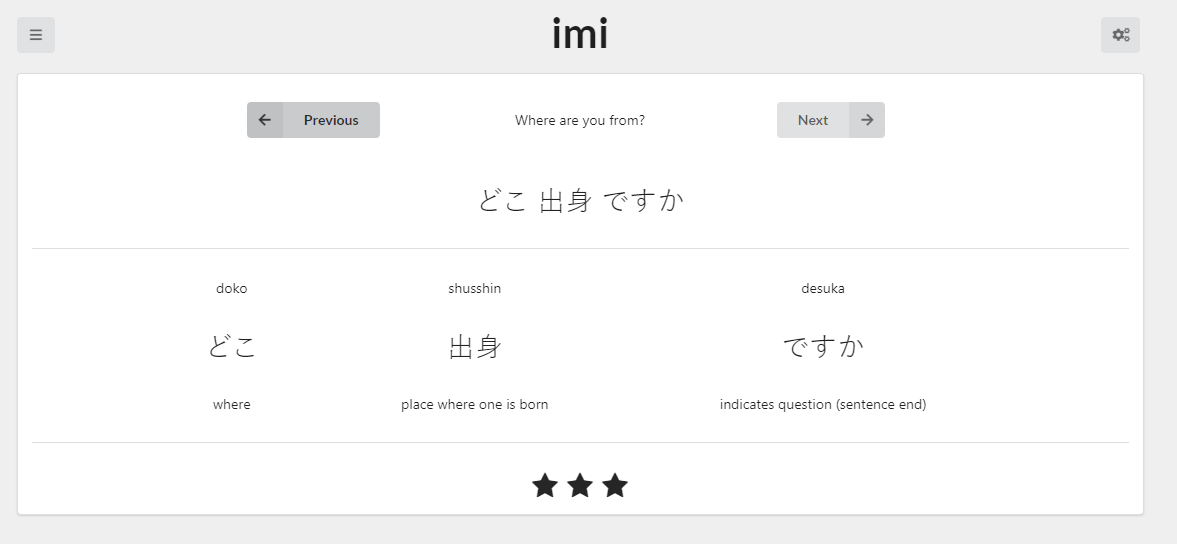 imi
Previous
Where are you from?
Next
どこ 出身 ですか
doko
shusshin
desuka
どこ
出身
ですか
where
place where one is born
indicates question (sentence end)